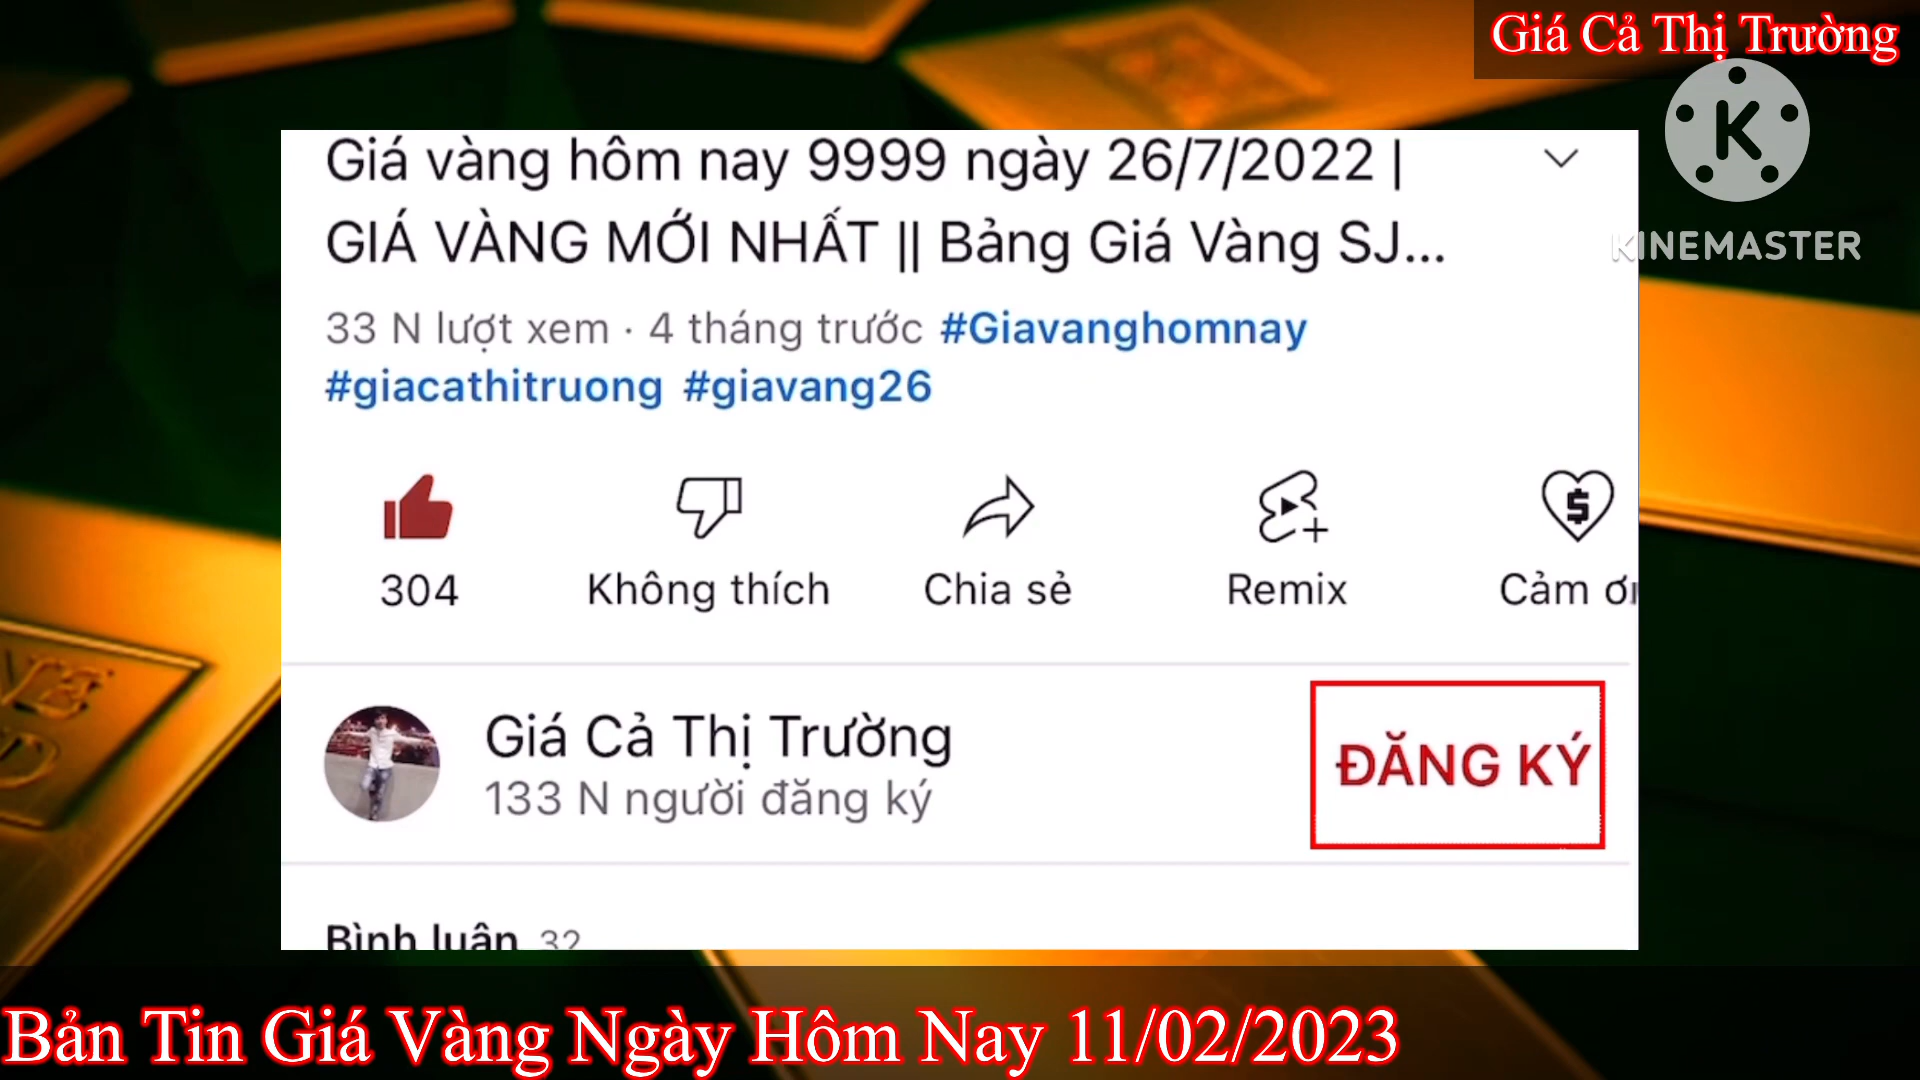 Giá Cả Thị Trường
K
KINEMASTER
Giá vàng hôm nay 9999 ngày 26/7/2022 |
GIÁ VÀNG MỚI NHẤT || Bảng Giá Vàng SJ...
33 N lượt xem · 4 tháng trước #Giavanghomnay
#giacathitruong #giavang26
304 Không thích Chia sẻ Remix Cảm ơn
Giá Cả Thị Trường
133 N người đăng ký
ĐĂNG KÝ
Bình luận 32
Bản Tin Giá Vàng Ngày Hôm Nay 11/02/2023